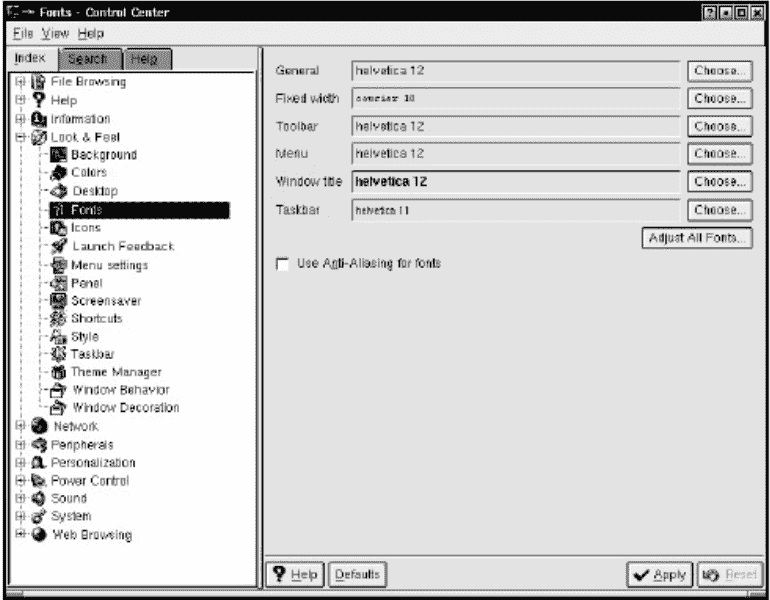 Fonts - Control Center
File View Help
Index Search Help
File Browsing
Help
Information
Look & Feel
Background
Colors
Desktop
Fonts
Icons
Launch Feedback
Menu settings
Panel
Screensaver
Shortcuts
Style
Taskbar
Theme Manager
Window Behavior
Window Decoration
Network
Peripherals
Personalization
Power Control
Sound
System
Web Browsing
General helvetica 12 Choose...
Fixed width courier 10 Choose...
Toolbar helvetica 12 Choose...
Menu helvetica 12 Choose...
Window title helvetica 12 Choose...
Taskbar helvetica 11 Choose...
Adjust All Fonts...
Use Anti-Aliasing for fonts
Help Defaults Apply Reset